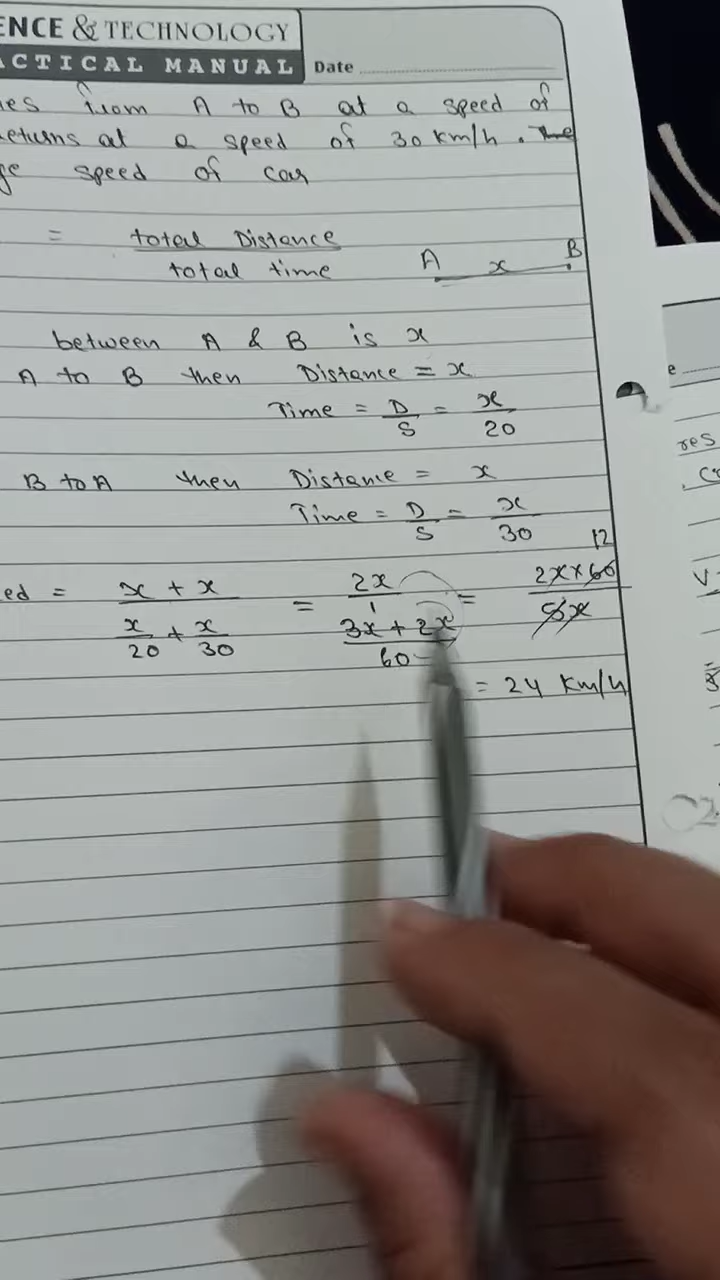 ENCE & TECHNOLOGY
ACTICAL MANUAL
Date
es from A to B at a speed of
eturns at a speed of 30 km/h. The
ge speed of car
= total Distance
total time
A x B
between A & B is x
A to B then Distance = x
Time = D/S = x/20
B to A then Distance = x
Time = D/S = x/30
ed = x + x / x/20 + x/30 = 2x/1 / 3x + 2x/60 = 2x × 60 / 5x 12
= 24 km/h
e
res
V